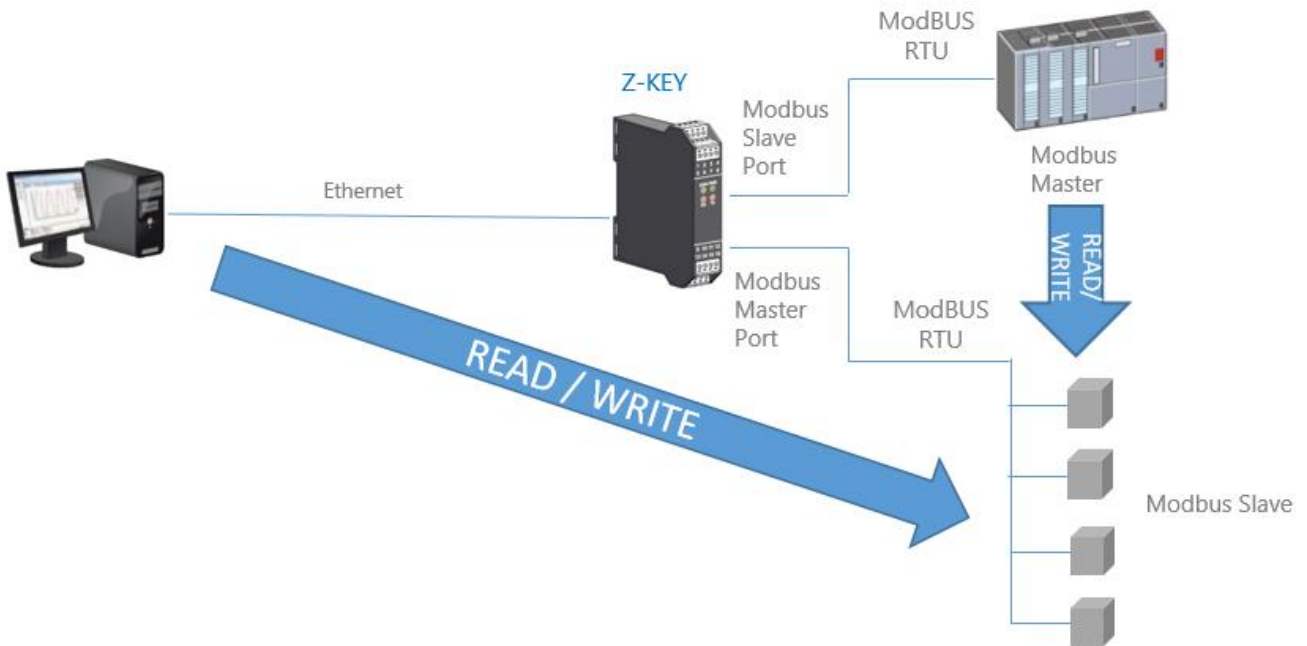 ModBUS
RTU
Z-KEY
Modbus
Slave
Port
Modbus
Master
Ethernet
READ/
WRITE
Modbus
Master
Port
ModBUS
RTU
READ / WRITE
Modbus Slave